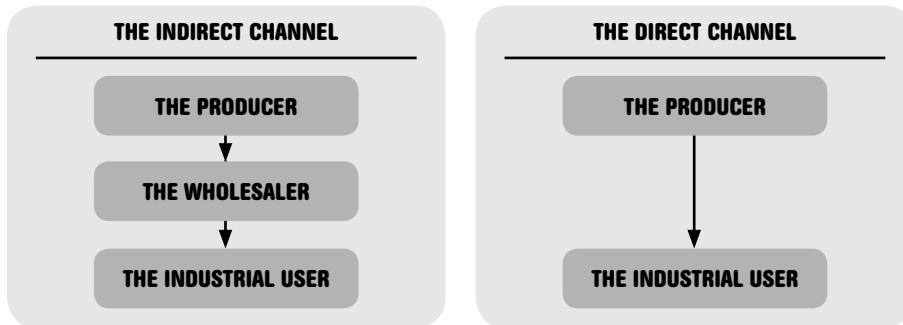 THE INDIRECT CHANNEL
THE PRODUCER
THE WHOLESALER
THE INDUSTRIAL USER
THE DIRECT CHANNEL
THE PRODUCER
THE INDUSTRIAL USER